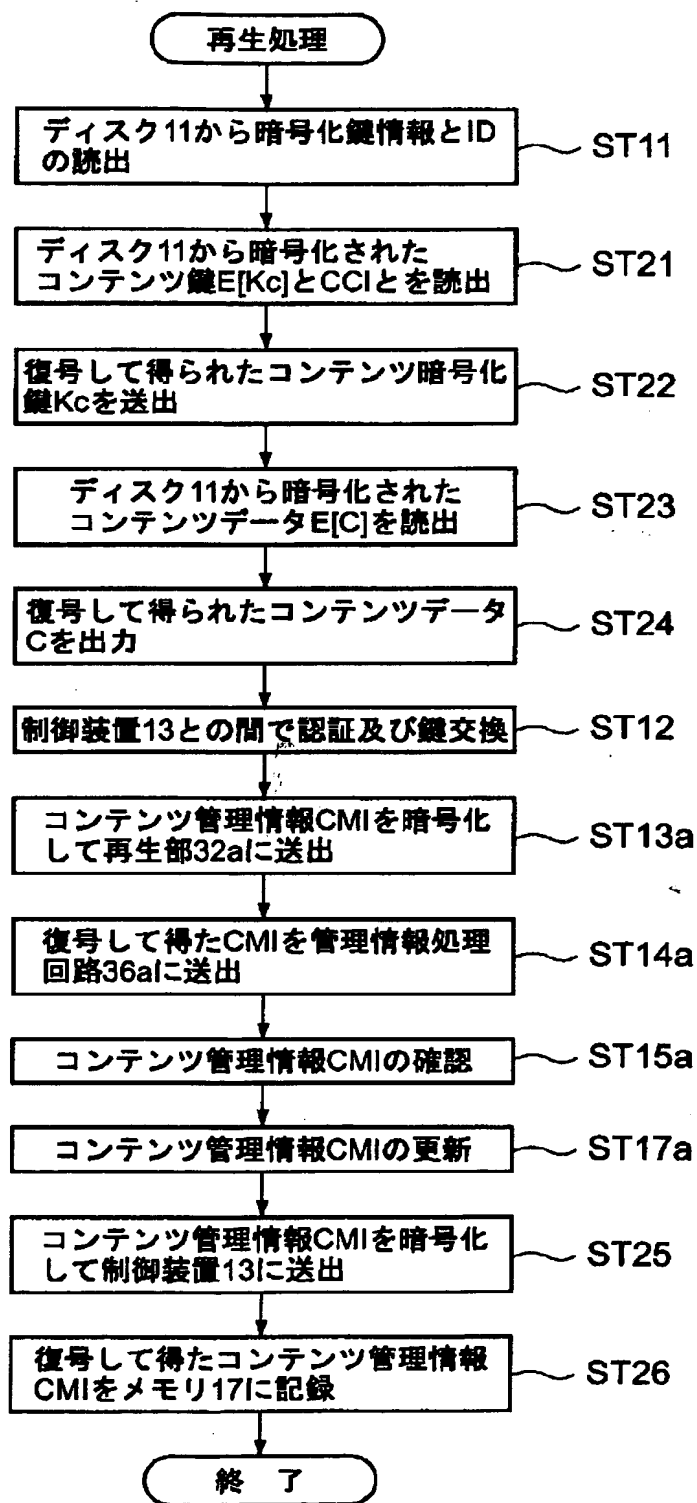 再生処理
ディスク11から暗号化鍵情報とID
の読出
ST11
ディスク11から暗号化された
コンテンツ鍵E[Kc]とCCIとを読出
ST21
復号して得られたコンテンツ暗号化
鍵Kcを送出
ST22
ディスク11から暗号化された
コンテンツデータE[C]を読出
ST23
復号して得られたコンテンツデータ
Cを出力
ST24
制御装置13との間で認証及び鍵交換
ST12
コンテンツ管理情報CMIを暗号化
して再生部32aに送出
ST13a
復号して得たCMIを管理情報処理
回路36aに送出
ST14a
コンテンツ管理情報CMIの確認
ST15a
コンテンツ管理情報CMIの更新
ST17a
コンテンツ管理情報CMIを暗号化
して制御装置13に送出
ST25
復号して得たコンテンツ管理情報
CMIをメモリ17に記録
ST26
終 了